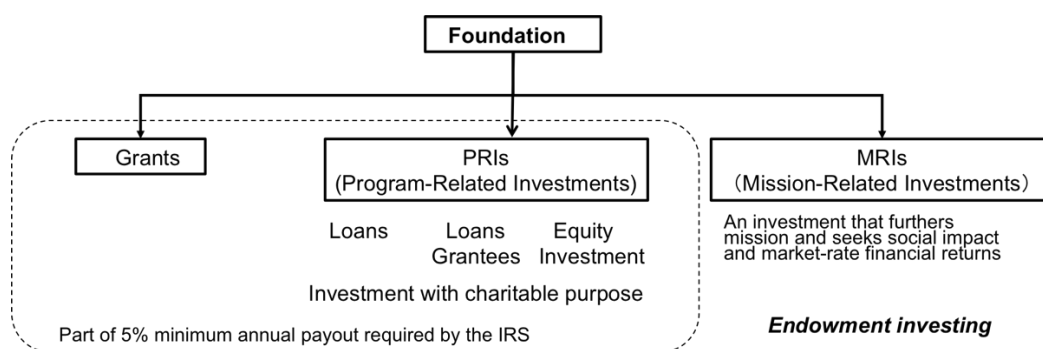 Foundation
Grants
PRIs
(Program-Related Investments)
MRIs
（Mission-Related Investments）
Loans
Loans
Grantees
Equity
Investment
An investment that furthers
mission and seeks social impact
and market-rate financial returns
Investment with charitable purpose
Part of 5% minimum annual payout required by the IRS
Endowment investing